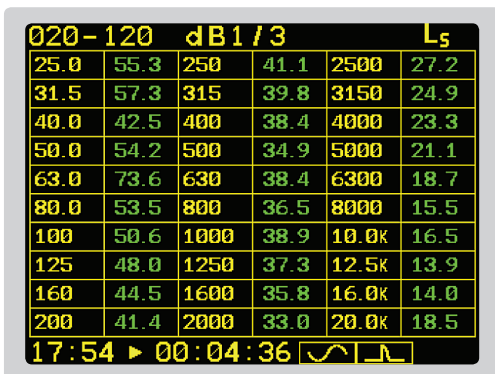 020-120 dB1/3 Ls
25.0 55.3 250 41.1 2500 27.2
31.5 57.3 315 39.8 3150 24.9
40.0 42.5 400 38.4 4000 23.3
50.0 54.2 500 34.9 5000 21.1
63.0 73.6 630 38.4 6300 18.7
80.0 53.5 800 36.5 8000 15.5
100 50.6 1000 38.9 10.0K 16.5
125 48.0 1250 37.3 12.5K 13.9
160 44.5 1600 35.8 16.0K 14.0
200 41.4 2000 33.0 20.0K 18.5
17:54 ▶ 00:04:36